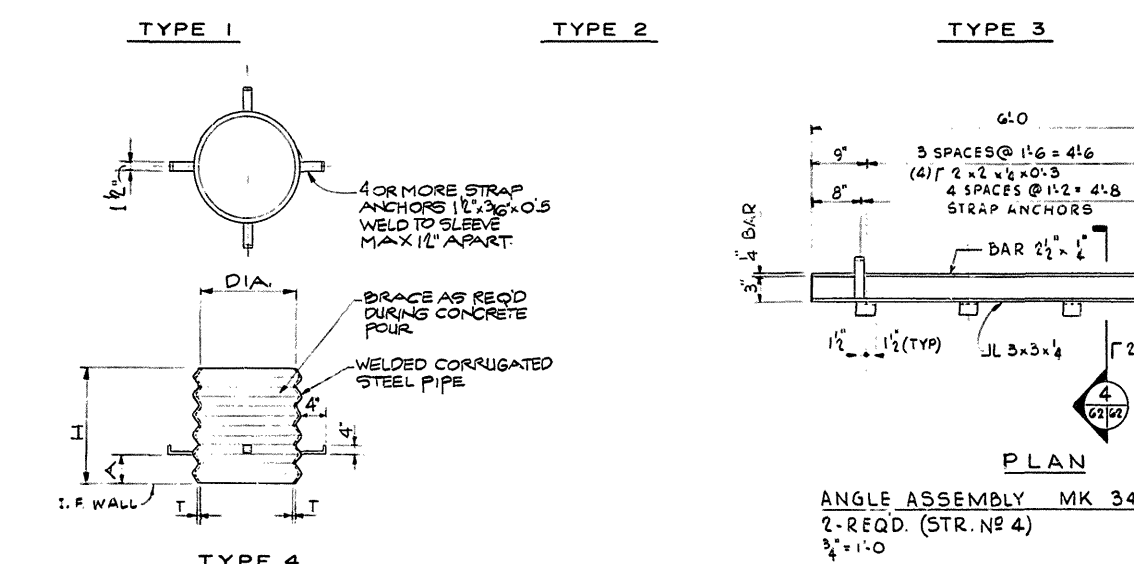 TYPE 1
TYPE 2
TYPE 3
1½"
4 OR MORE STRAP
ANCHORS 1½"x3/16"x0'.5
WELD TO SLEEVE
MAX 12" APART.
DIA.
BRACE AS REQ'D
DURING CONCRETE
POUR
WELDED CORRUGATED
STEEL PIPE
4"
4"
H
A
I.F. WALL
T
T
TYPE 4
6'-0
9"
3 SPACES @ 1'-6 = 4'-6
(4) Γ 2 x 2 x ¼ x 0'-3
8"
4 SPACES @ 1'-2 = 4'-8
STRAP ANCHORS
¼" BAR
3"
BAR 2½" x ¼"
1½"
1½" (TYP)
JL 3x3x¼
Γ 2
4
62 62
PLAN
ANGLE ASSEMBLY MK 34
2-REQ'D. (STR. Nº 4)
¾" = 1'-0